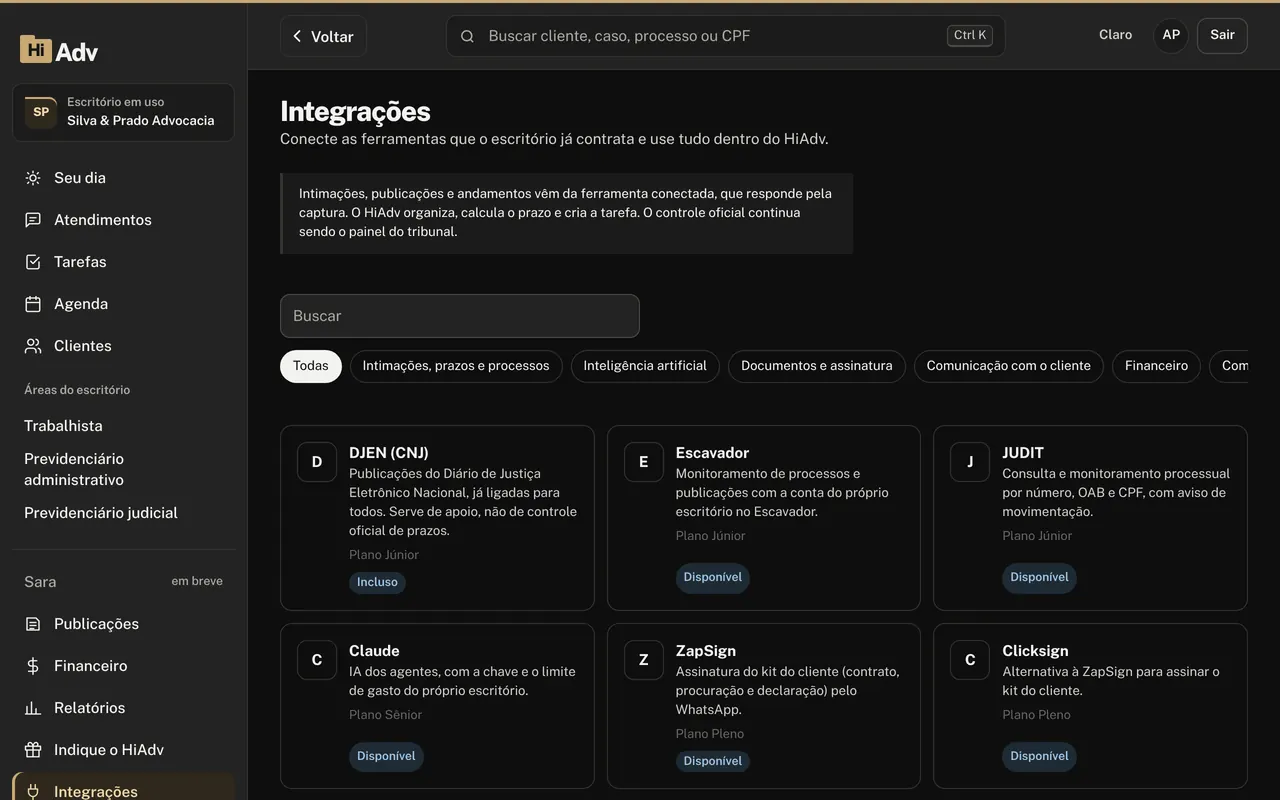 Hi Adv
Voltar
Buscar cliente, caso, processo ou CPF
Ctrl K
Claro
AP
Sair
SP
Escritório em uso
Silva & Prado Advocacia
Seu dia
Atendimentos
Tarefas
Agenda
Clientes
Áreas do escritório
Trabalhista
Previdenciário
administrativo
Previdenciário judicial
Sara
em breve
Publicações
Financeiro
Relatórios
Indique o HiAdv
Integrações
Integrações
Conecte as ferramentas que o escritório já contrata e use tudo dentro do HiAdv.
Intimações, publicações e andamentos vêm da ferramenta conectada, que responde pela
captura. O HiAdv organiza, calcula o prazo e cria a tarefa. O controle oficial continua
sendo o painel do tribunal.
Buscar
Todas
Intimações, prazos e processos
Inteligência artificial
Documentos e assinatura
Comunicação com o cliente
Financeiro
Com
D
DJEN (CNJ)
Publicações do Diário de Justiça
Eletrônico Nacional, já ligadas para
todos. Serve de apoio, não de controle
oficial de prazos.
Plano Júnior
Incluso
E
Escavador
Monitoramento de processos e
publicações com a conta do próprio
escritório no Escavador.
Plano Júnior
Disponível
J
JUDIT
Consulta e monitoramento processual
por número, OAB e CPF, com aviso de
movimentação.
Plano Júnior
Disponível
C
Claude
IA dos agentes, com a chave e o limite
de gasto do próprio escritório.
Plano Sênior
Disponível
Z
ZapSign
Assinatura do kit do cliente (contrato,
procuração e declaração) pelo
WhatsApp.
Plano Pleno
Disponível
C
Clicksign
Alternativa à ZapSign para assinar o
kit do cliente.
Plano Pleno
Disponível